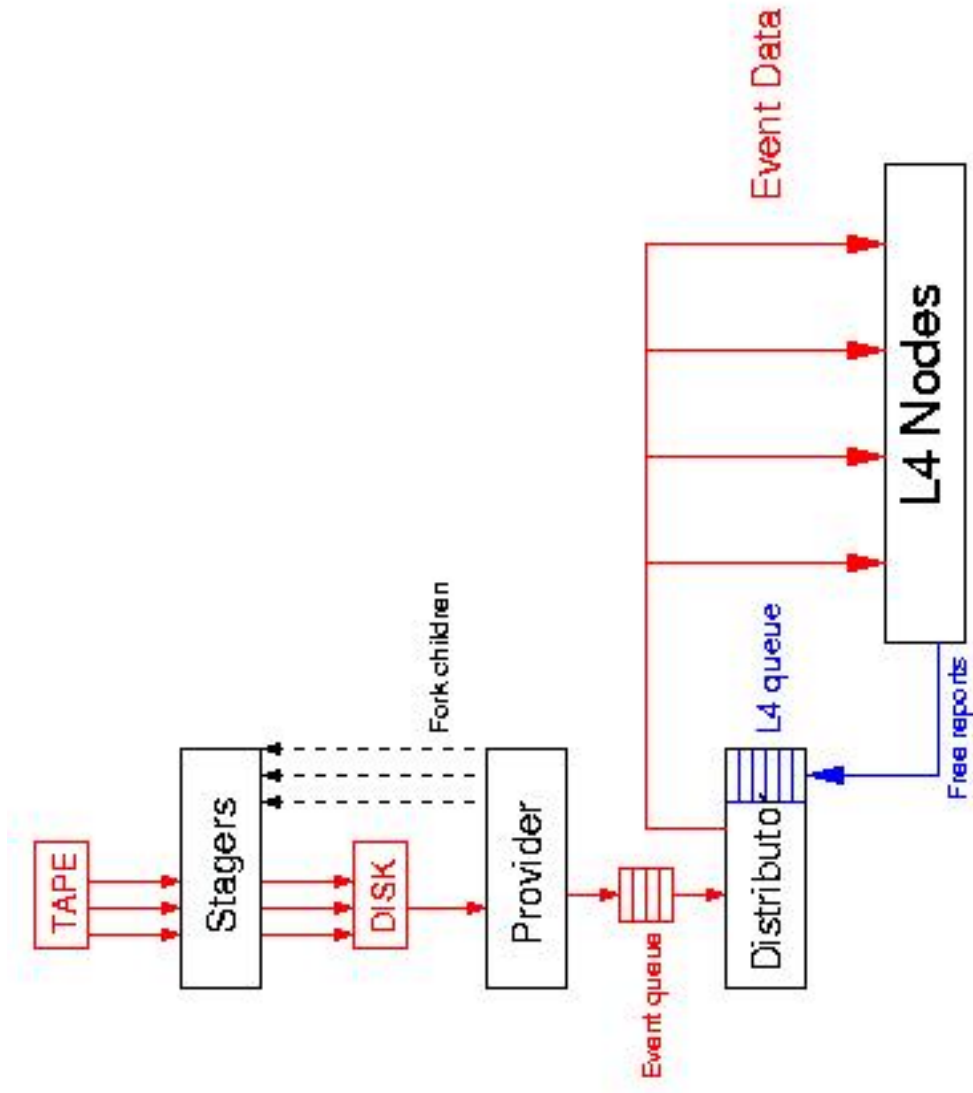 TAPE
Stagers
DISK
Fork children
Provider
Event queue
Distributor
L4 queue
Event Data
L4 Nodes
Free reports